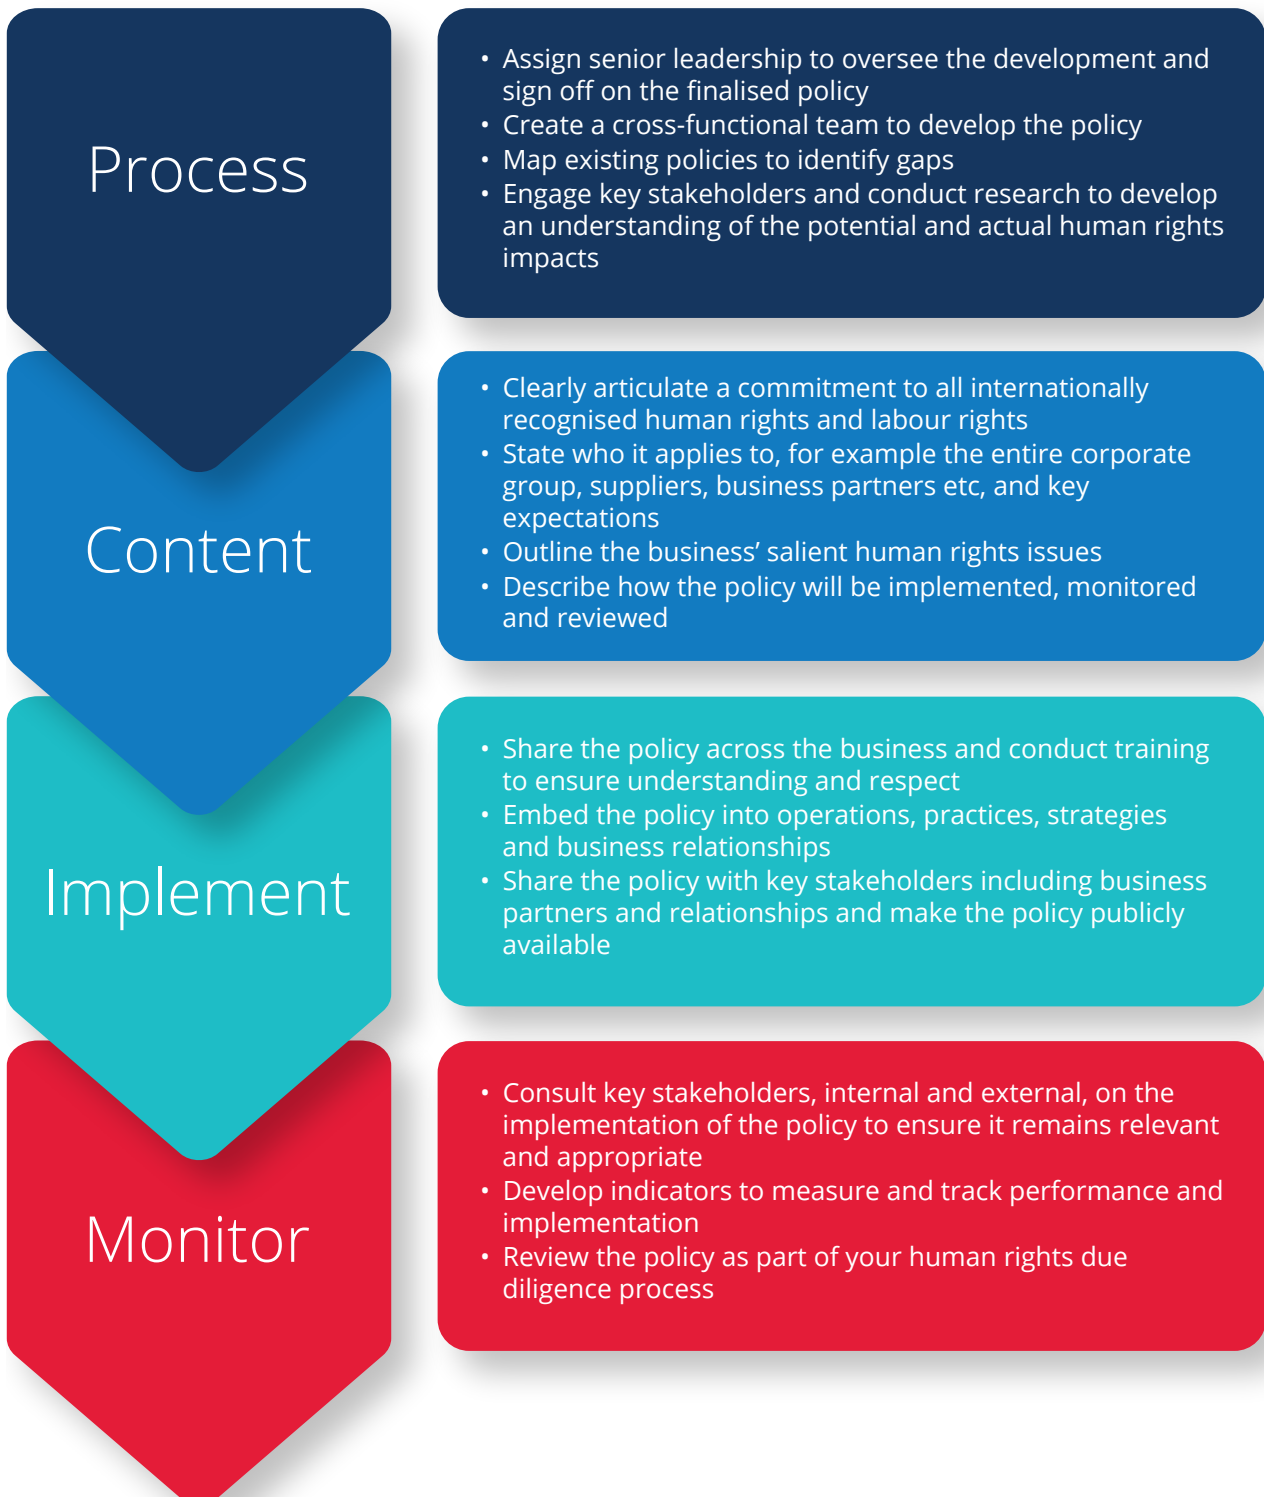 Process
• Assign senior leadership to oversee the development and
sign off on the finalised policy
• Create a cross-functional team to develop the policy
• Map existing policies to identify gaps
• Engage key stakeholders and conduct research to develop
an understanding of the potential and actual human rights
impacts
Content
• Clearly articulate a commitment to all internationally
recognised human rights and labour rights
• State who it applies to, for example the entire corporate
group, suppliers, business partners etc, and key
expectations
• Outline the business’ salient human rights issues
• Describe how the policy will be implemented, monitored
and reviewed
Implement
• Share the policy across the business and conduct training
to ensure understanding and respect
• Embed the policy into operations, practices, strategies
and business relationships
• Share the policy with key stakeholders including business
partners and relationships and make the policy publicly
available
Monitor
• Consult key stakeholders, internal and external, on the
implementation of the policy to ensure it remains relevant
and appropriate
• Develop indicators to measure and track performance and
implementation
• Review the policy as part of your human rights due
diligence process